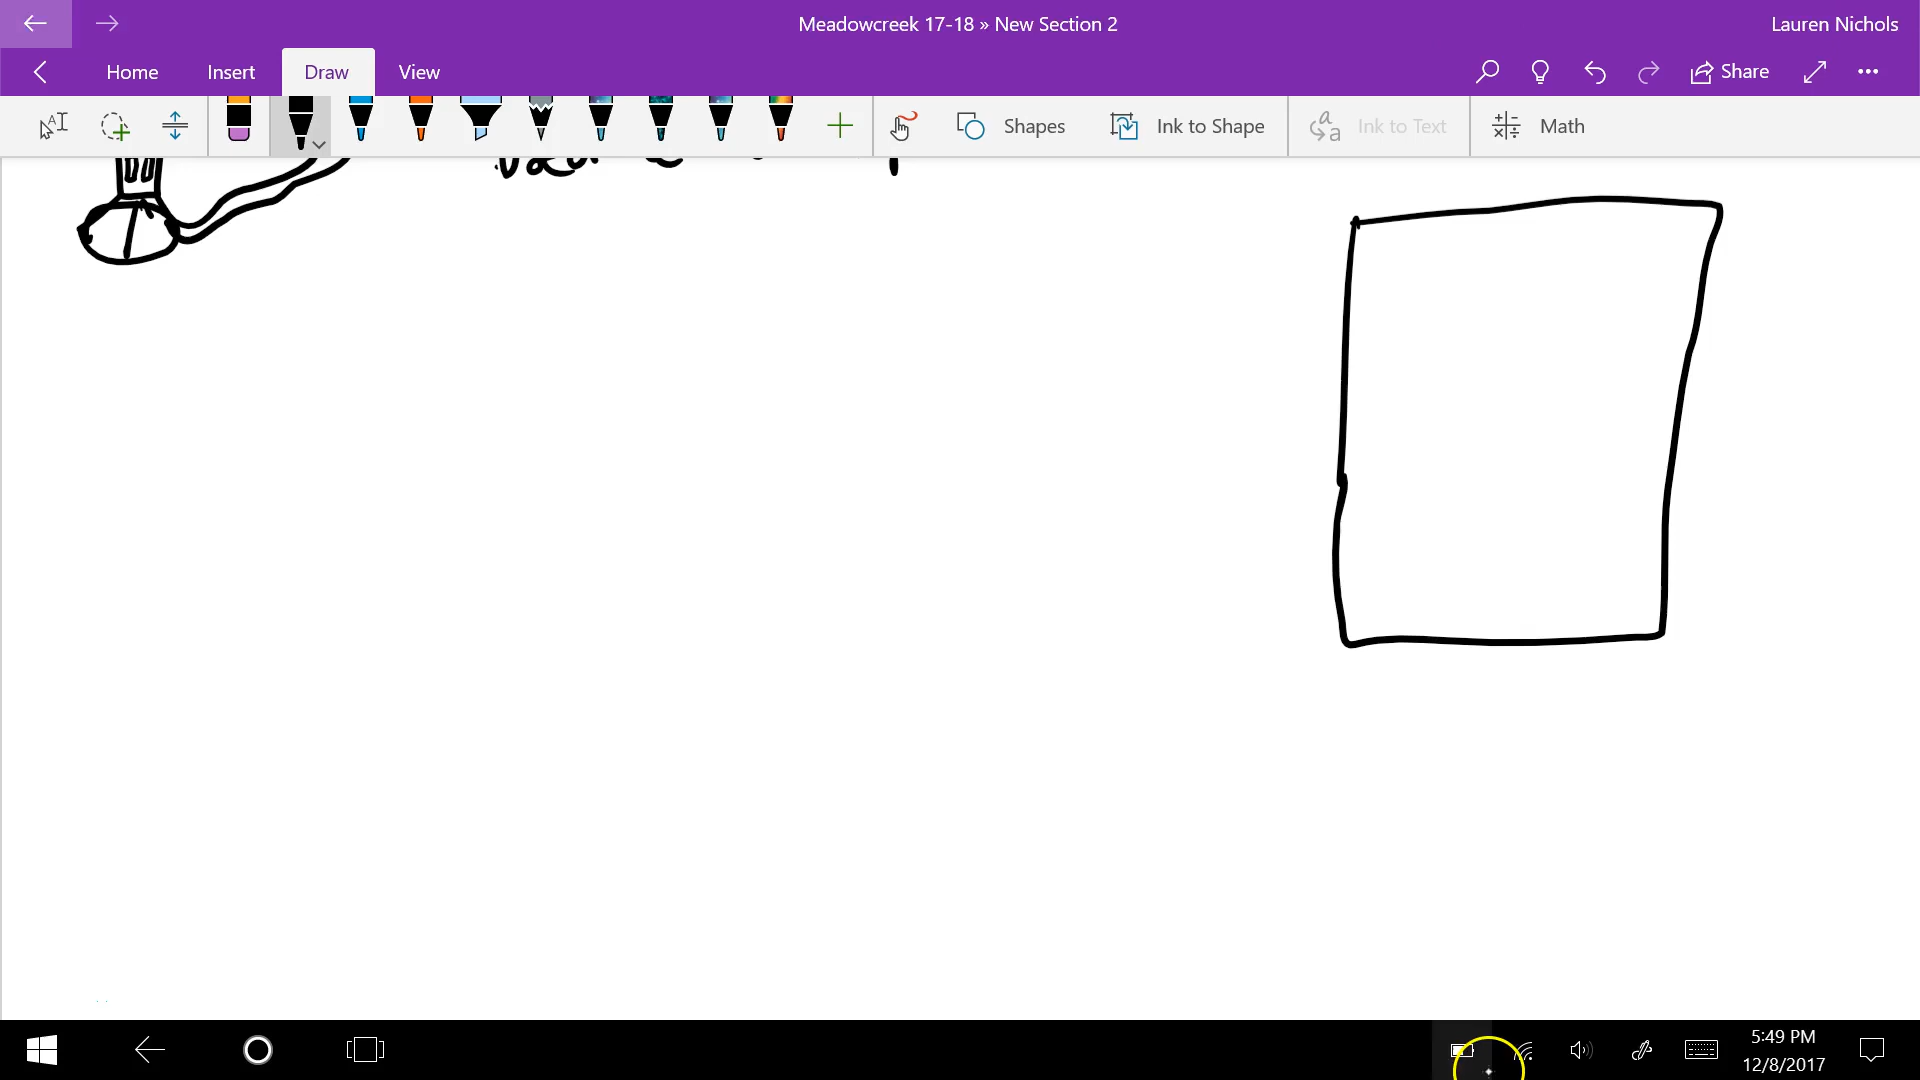 Meadowcreek 17-18 » New Section 2
Lauren Nichols
Home Insert Draw View
Share
Shapes Ink to Shape Ink to Text Math
5:49 PM
12/8/2017